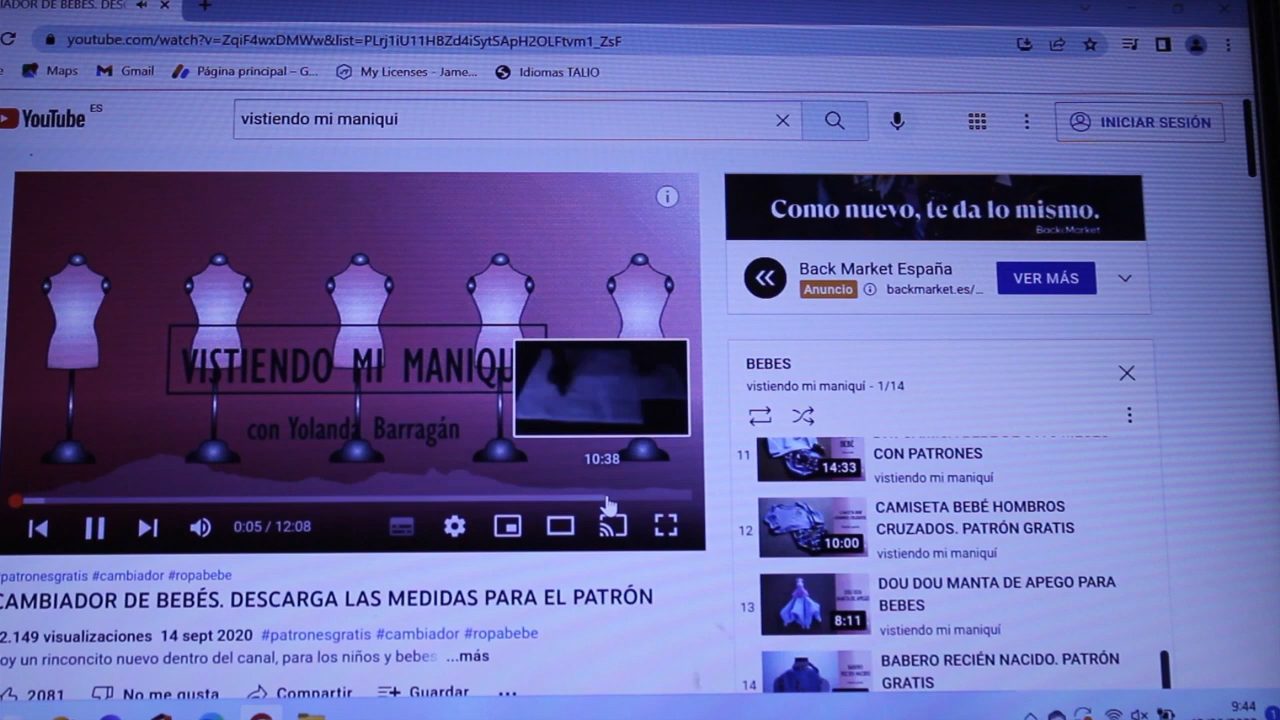 IADOR DE BEBES. DESC
youtube.com/watch?v=ZqiF4wxDMWw&list=PLrj1iU11HBZd4iSytSApH2OLFtvm1_ZsF
Maps
Gmail
Página principal – G...
My Licenses - Jame...
Idiomas TALIO
YouTube ES
vistiendo mi maniqui
INICIAR SESIÓN
VISTIENDO MI MANIQU
con Yolanda Barragán
10:38
0:05 / 12:08
patronesgratis #cambiador #ropabebe
CAMBIADOR DE BEBÉS. DESCARGA LAS MEDIDAS PARA EL PATRÓN
2.149 visualizaciones 14 sept 2020 #patronesgratis #cambiador #ropabebe
oy un rinconcito nuevo dentro del canal, para los niños y bebes ...más
2081
No me gusta
Compartir
Guardar
Como nuevo, te da lo mismo.
Back Market
Back Market España
Anuncio
backmarket.es/...
VER MÁS
BEBES
vistiendo mi maniquí - 1/14
11
14:33
CON PATRONES
vistiendo mi maniquí
12
10:00
CAMISETA BEBÉ HOMBROS
CRUZADOS. PATRÓN GRATIS
vistiendo mi maniquí
13
8:11
DOU DOU MANTA DE APEGO PARA
BEBES
vistiendo mi maniquí
14
BABERO RECIÉN NACIDO. PATRÓN
GRATIS
9:44